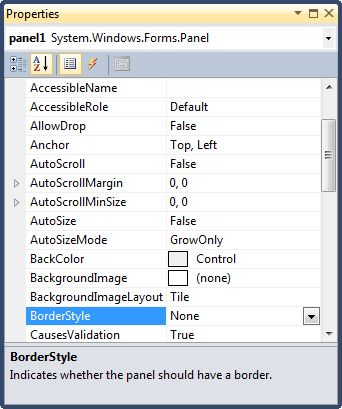 Properties
panel1 System.Windows.Forms.Panel
AccessibleName
AccessibleRole Default
AllowDrop False
Anchor Top, Left
AutoScroll False
AutoScrollMargin 0, 0
AutoScrollMinSize 0, 0
AutoSize False
AutoSizeMode GrowOnly
BackColor Control
BackgroundImage (none)
BackgroundImageLayout Tile
BorderStyle None
CausesValidation True
BorderStyle
Indicates whether the panel should have a border.